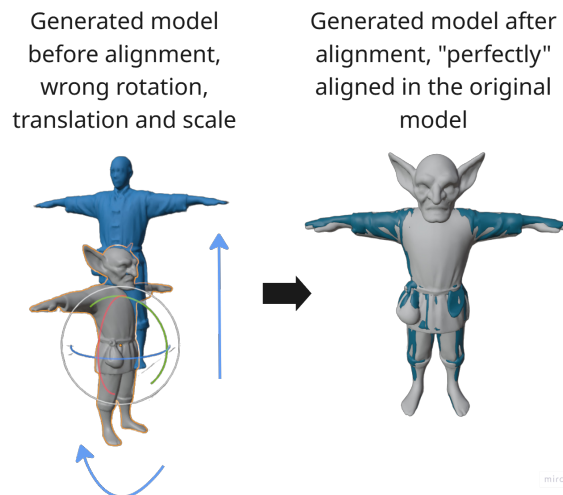 Generated model
before alignment,
wrong rotation,
translation and scale
Generated model after
alignment, "perfectly"
aligned in the original
model
miro